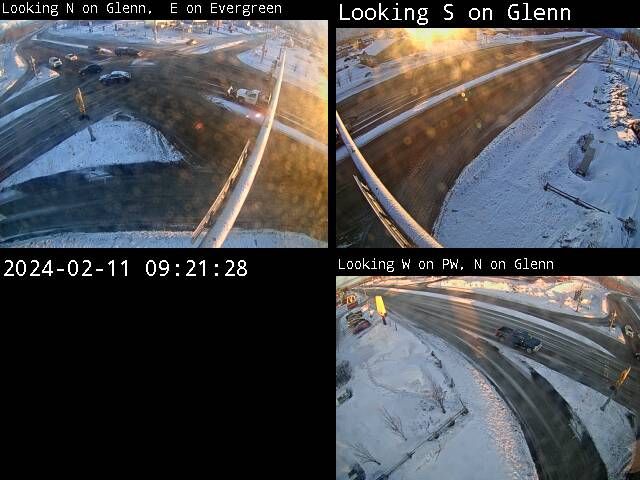 Looking N on Glenn,  E on Evergreen
Looking S on Glenn
2024-02-11 09:21:28
Looking W on PW, N on Glenn